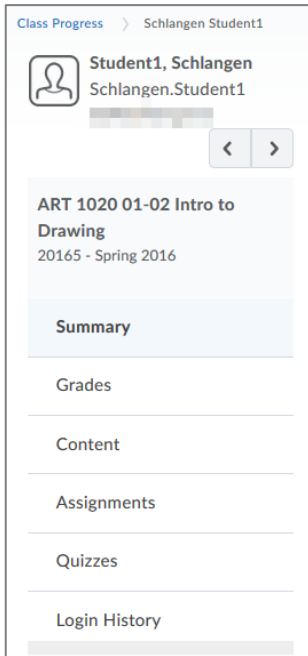 Class Progress > Schlangen Student1
Student1, Schlangen
Schlangen.Student1
ART 1020 01-02 Intro to
Drawing
20165 - Spring 2016
Summary
Grades
Content
Assignments
Quizzes
Login History